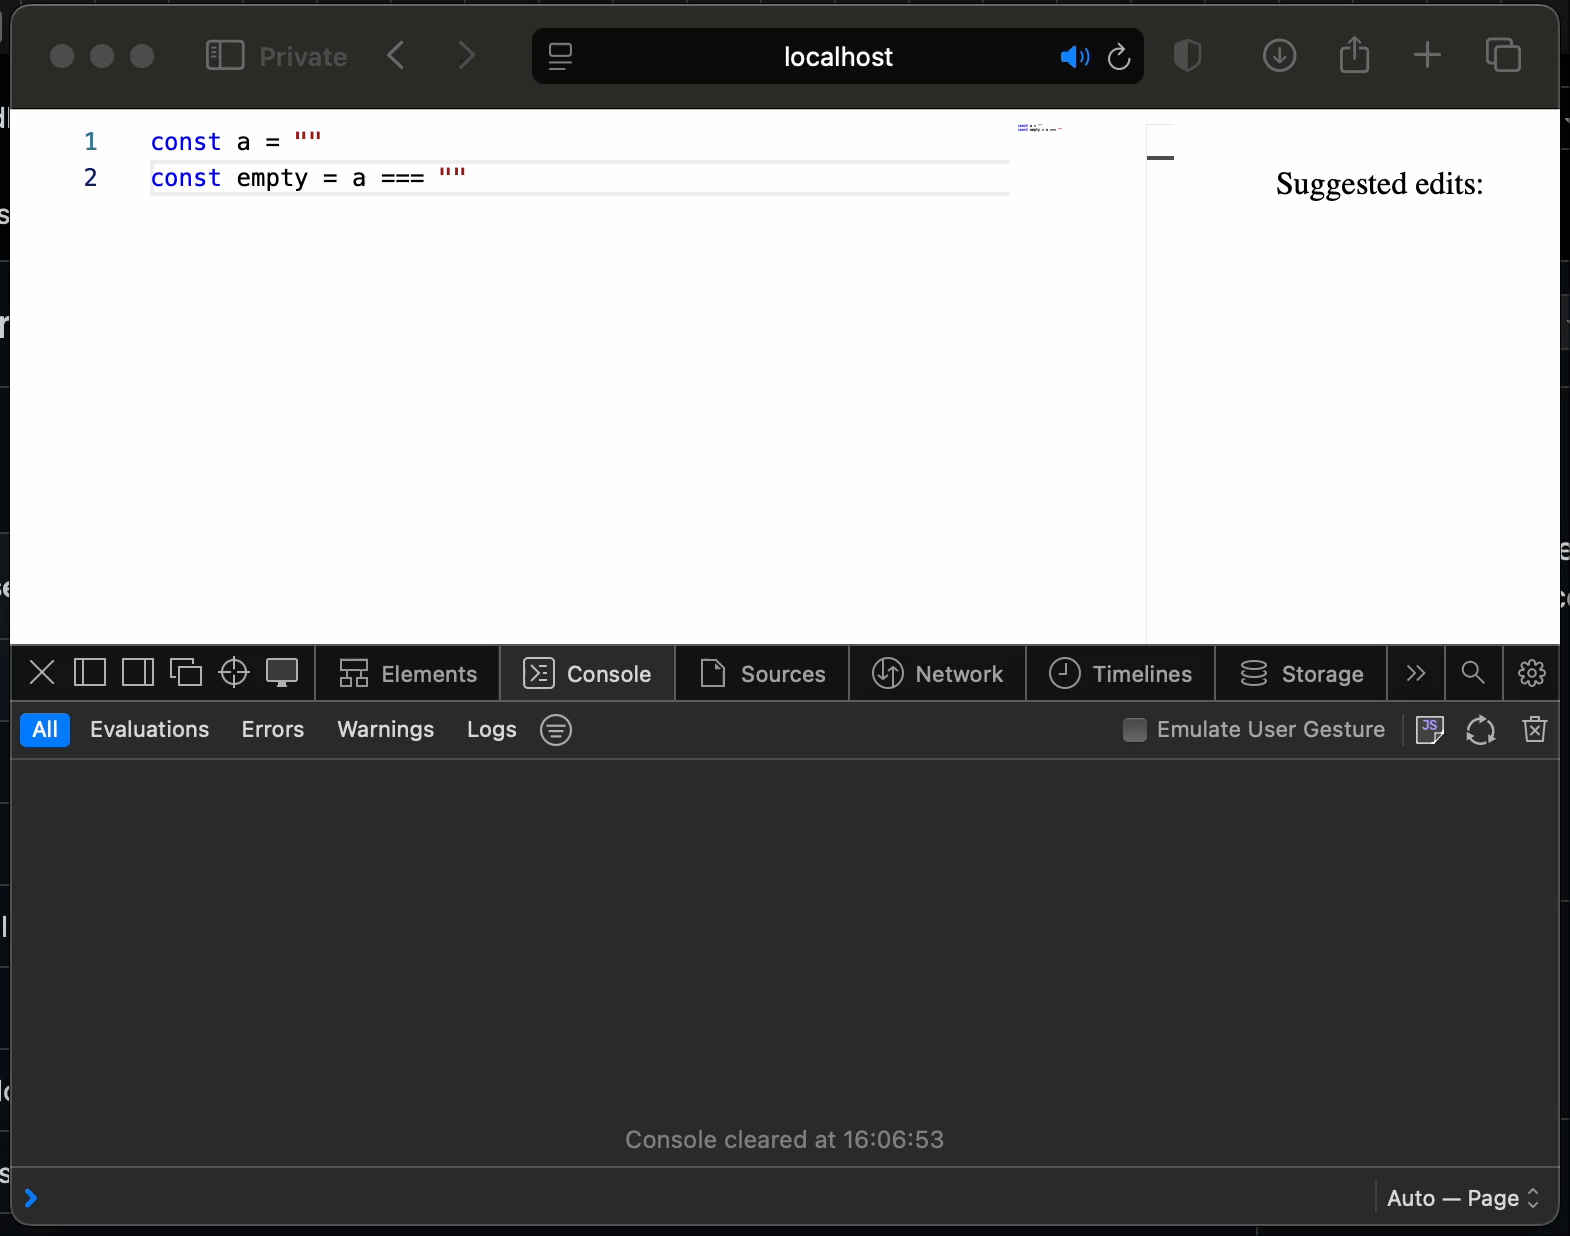 Private
localhost
1 const a = ""
2 const empty = a === ""
Suggested edits:
Elements
Console
Sources
Network
Timelines
Storage
All
Evaluations
Errors
Warnings
Logs
Emulate User Gesture
JS
Console cleared at 16:06:53
Auto — Page